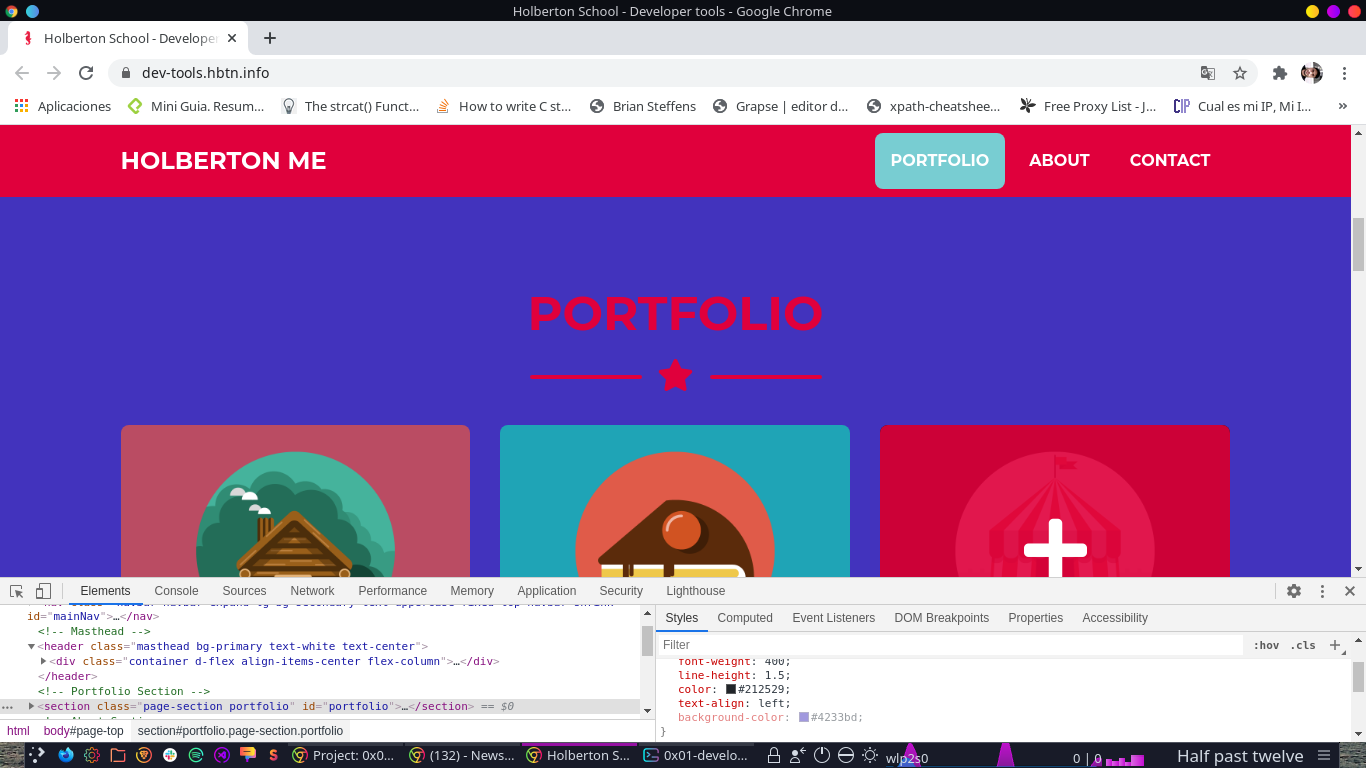 Holberton School - Developer tools - Google Chrome
Holberton School - Develope
dev-tools.hbtn.info
Aplicaciones Mini Guia. Resum... The strcat() Funct... How to write C st... Brian Steffens Grapse | editor d... xpath-cheatshee... Free Proxy List - J... Cual es mi IP, Mi I... »
HOLBERTON ME PORTFOLIO ABOUT CONTACT
PORTFOLIO
Elements Console Sources Network Performance Memory Application Security Lighthouse
id="mainNav">…</nav>
<!-- Masthead -->
<header class="masthead bg-primary text-white text-center">
<div class="container d-flex align-items-center flex-column">…</div>
</header>
<!-- Portfolio Section -->
<section class="page-section portfolio" id="portfolio">…</section> == $0
html body#page-top section#portfolio.page-section.portfolio
Styles Computed Event Listeners DOM Breakpoints Properties Accessibility
Filter :hov .cls +
font-weight: 400;
line-height: 1.5;
color: #212529;
text-align: left;
background-color: #4233bd;
}
Project: 0x0... (132) - News... Holberton S... 0x01-develo... wlp2s0 0 | 0 Half past twelve